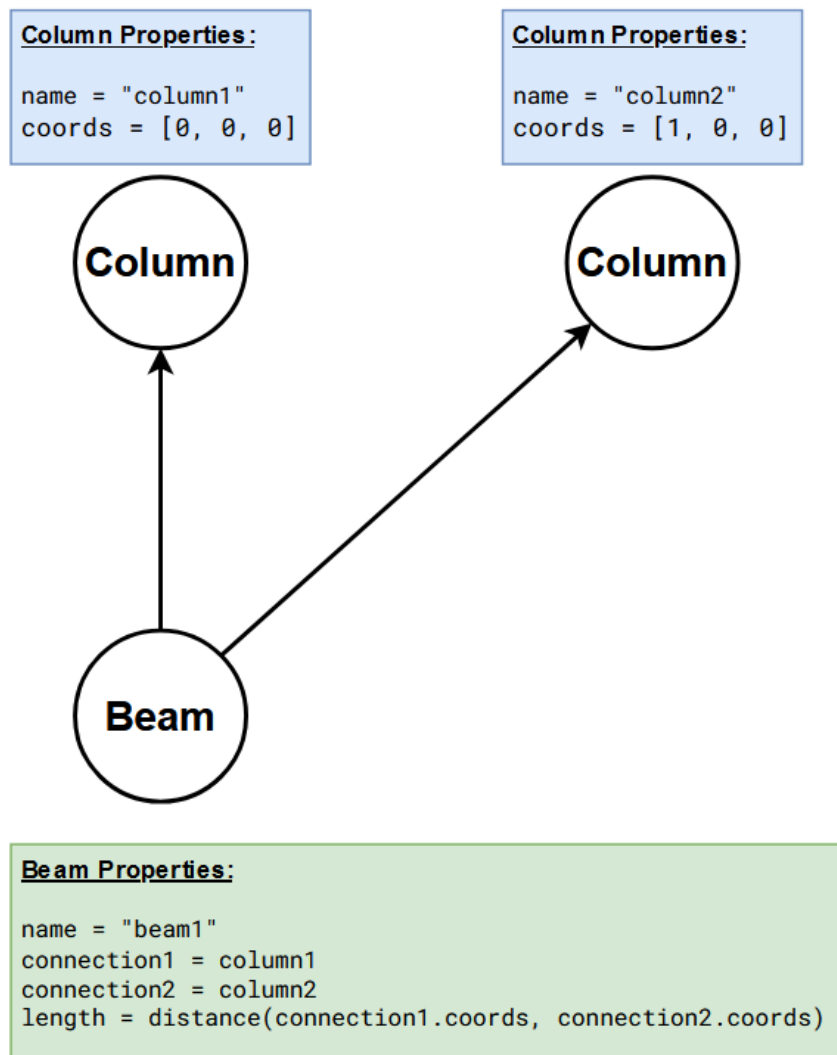 Column Properties:
name = "column1"
coords = [0, 0, 0]
Column Properties:
name = "column2"
coords = [1, 0, 0]
Column
Column
Beam
Beam Properties:
name = "beam1"
connection1 = column1
connection2 = column2
length = distance(connection1.coords, connection2.coords)